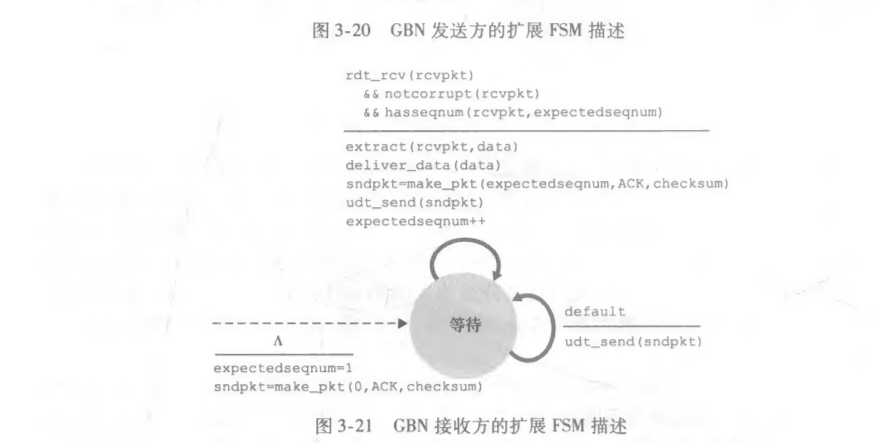 图 3-20 GBN 发送方的扩展 FSM 描述
rdt_rcv(rcvpkt)
&& notcorrupt(rcvpkt)
&& hasseqnum(rcvpkt,expectedseqnum)
extract(rcvpkt,data)
deliver_data(data)
sndpkt=make_pkt(expectedseqnum,ACK,checksum)
udt_send(sndpkt)
expectedseqnum++
等待
default
udt_send(sndpkt)
Λ
expectedseqnum=1
sndpkt=make_pkt(0,ACK,checksum)
图 3-21 GBN 接收方的扩展 FSM 描述